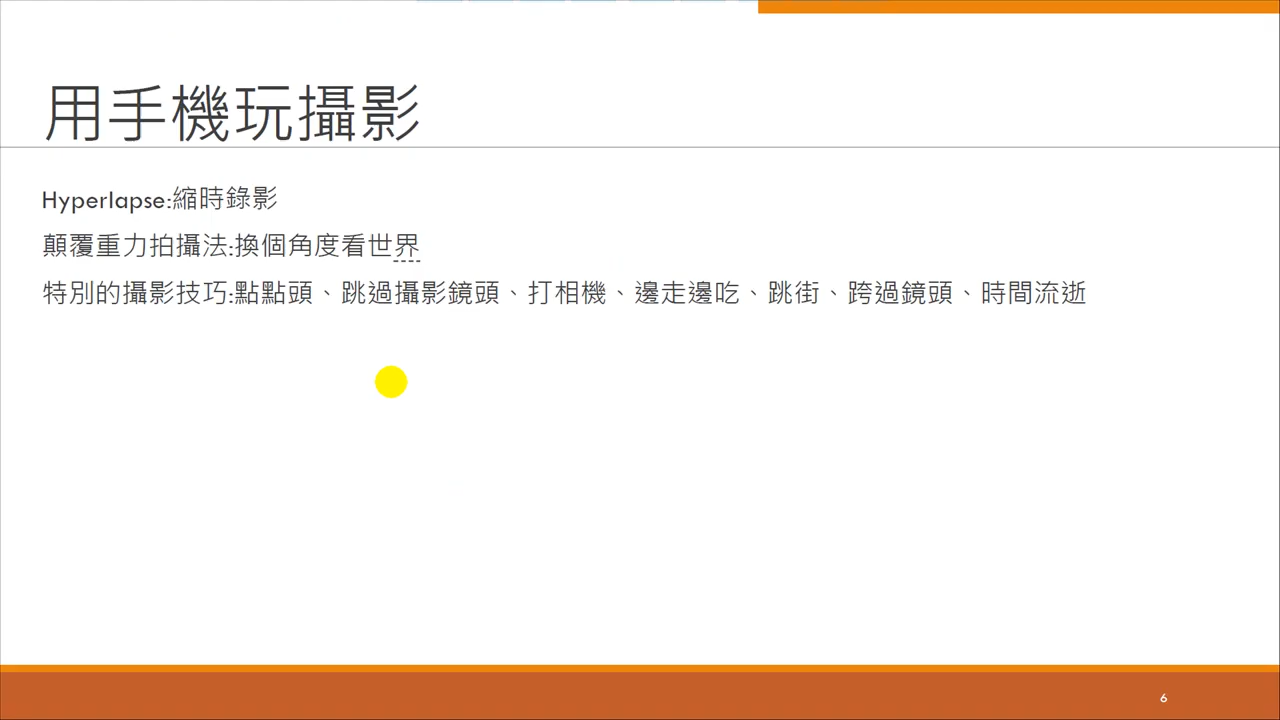 用手機玩攝影
Hyperlapse:縮時錄影
顛覆重力拍攝法:換個角度看世界
特別的攝影技巧:點點頭、跳過攝影鏡頭、打相機、邊走邊吃、跳街、跨過鏡頭、時間流逝
6